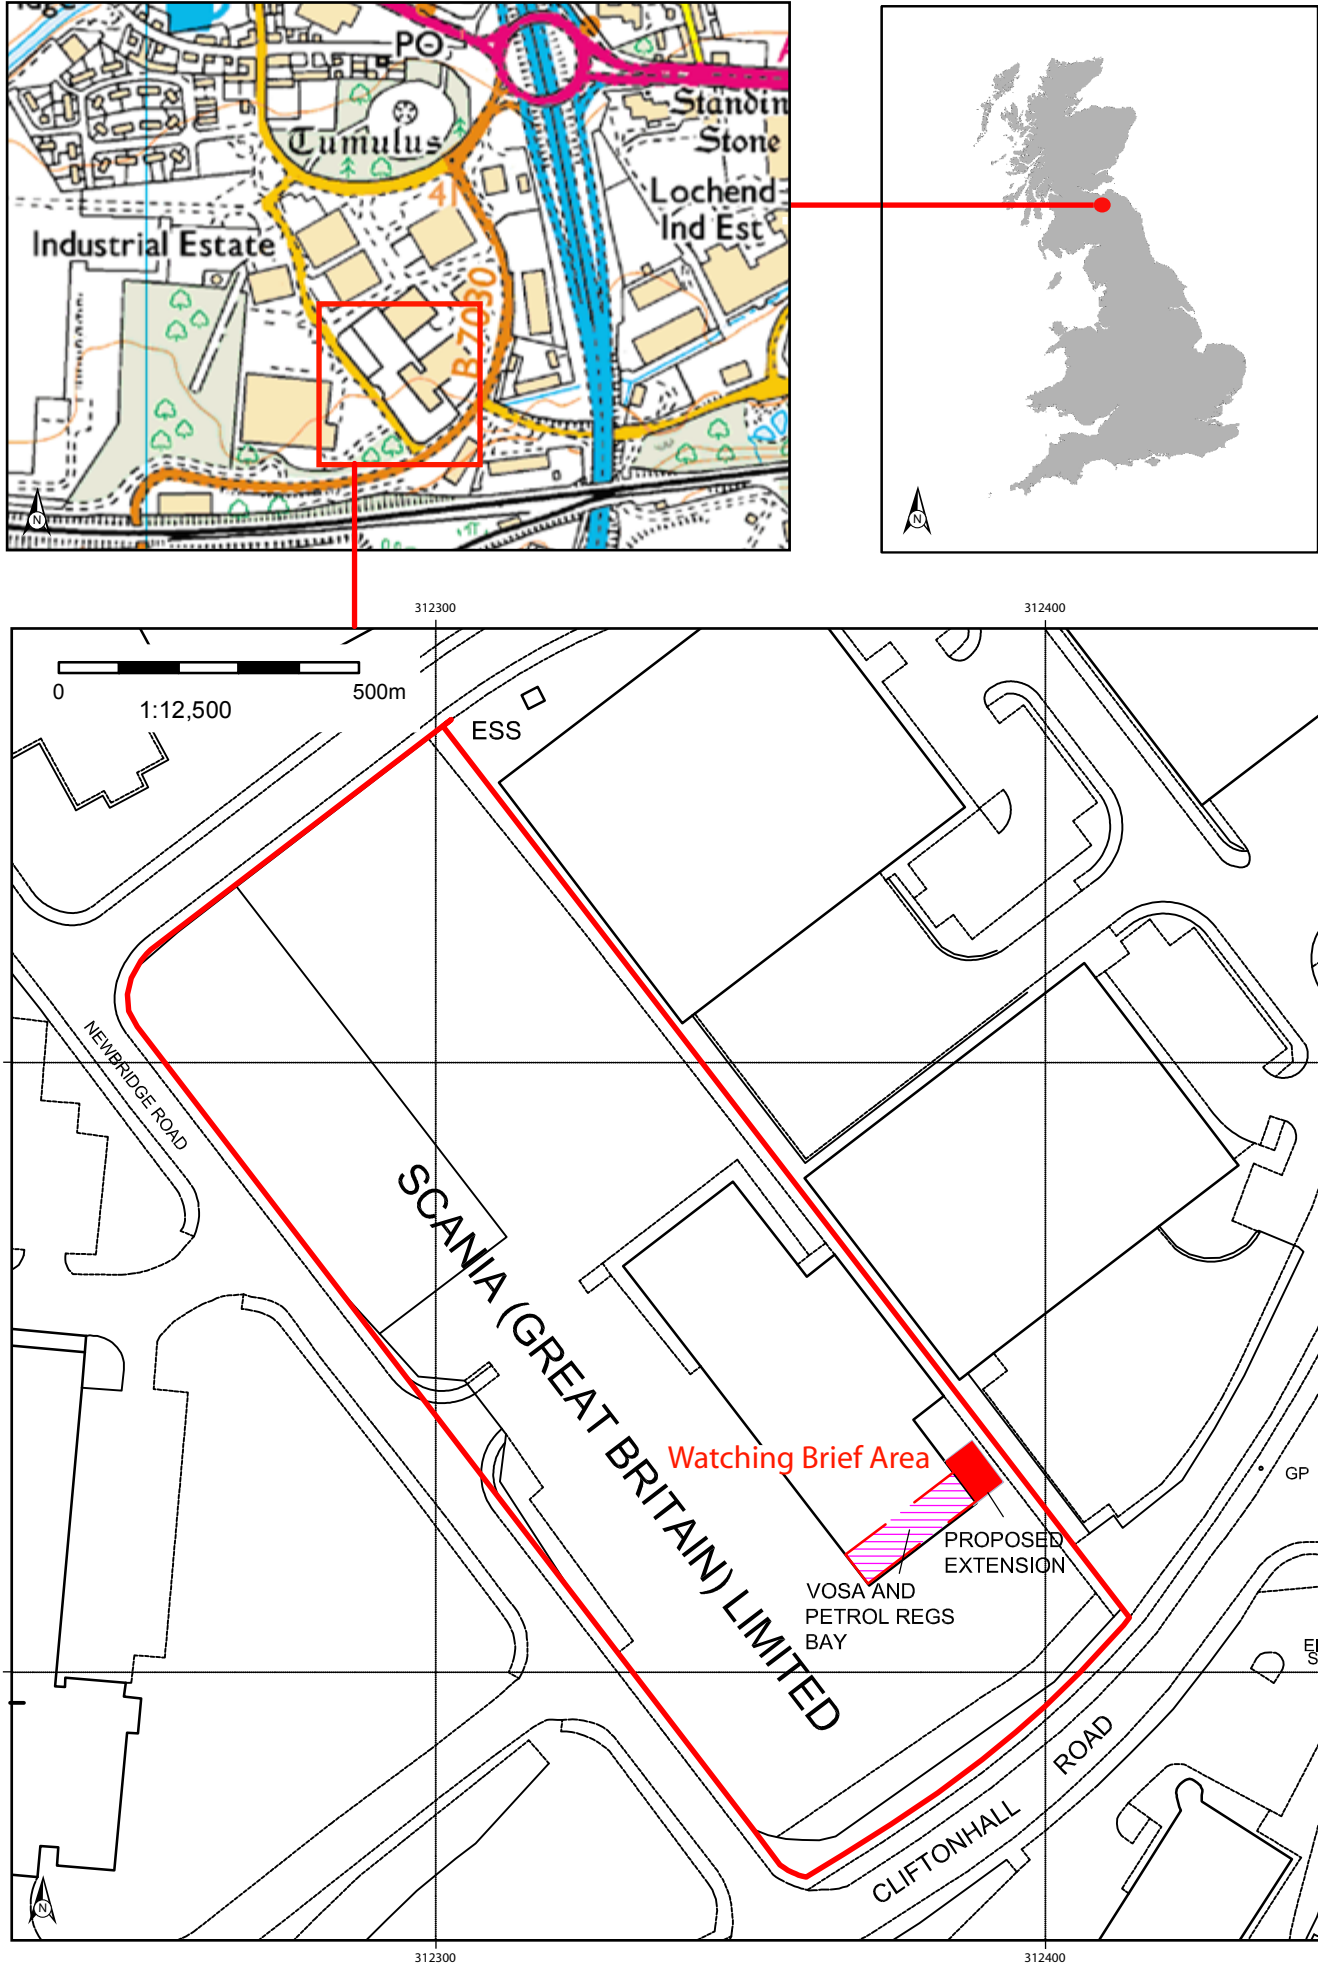 PO
Standin
Stone
Tumulus
41
Lochend
Ind Est
Industrial Estate
B 7030
N
N
312300
312400
0
500m
1:12,500
ESS
NEWBRIDGE ROAD
SCANIA (GREAT BRITAIN) LIMITED
Watching Brief Area
GP
PROPOSED
EXTENSION
VOSA AND
PETROL REGS
BAY
CLIFTONHALL
ROAD
N
312300
312400